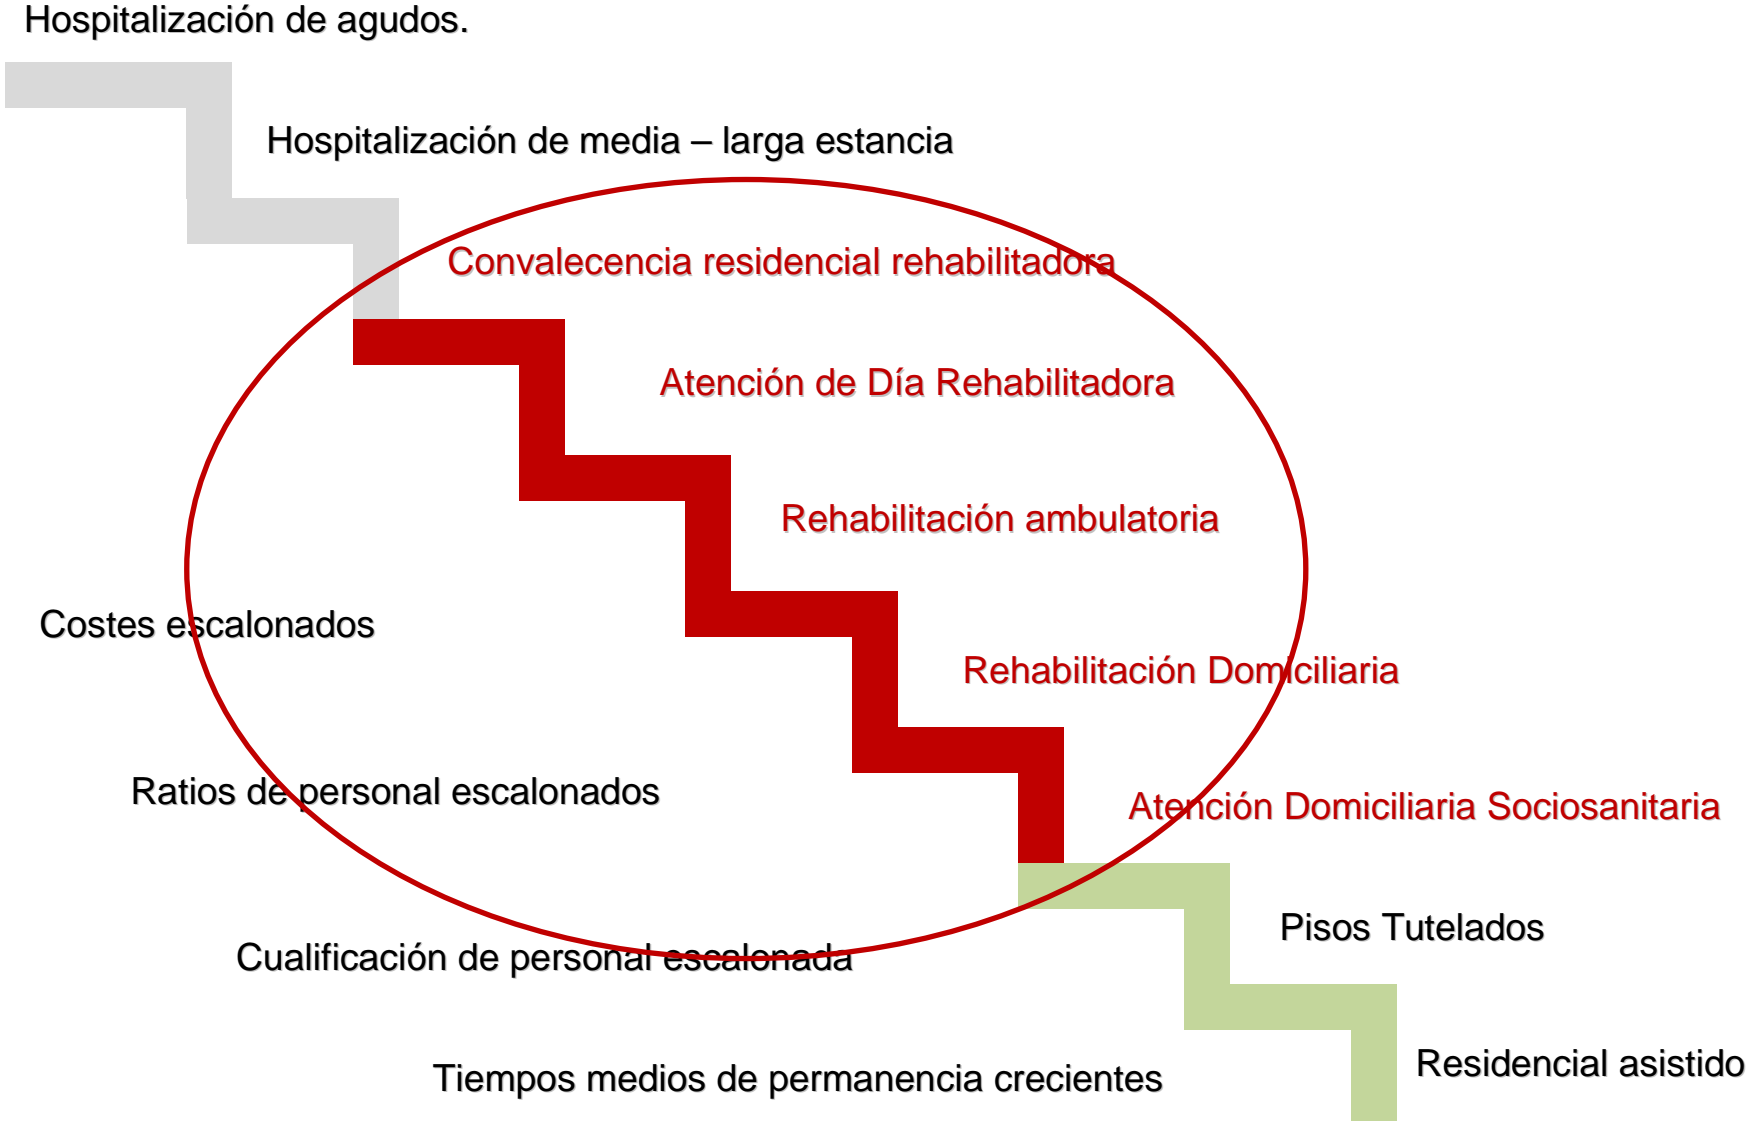 Hospitalización de agudos.
Hospitalización de media – larga estancia
Convalecencia residencial rehabilitadora
Atención de Día Rehabilitadora
Rehabilitación ambulatoria
Costes escalonados
Rehabilitación Domiciliaria
Ratios de personal escalonados
Atención Domiciliaria Sociosanitaria
Pisos Tutelados
Cualificación de personal escalonada
Residencial asistido
Tiempos medios de permanencia crecientes